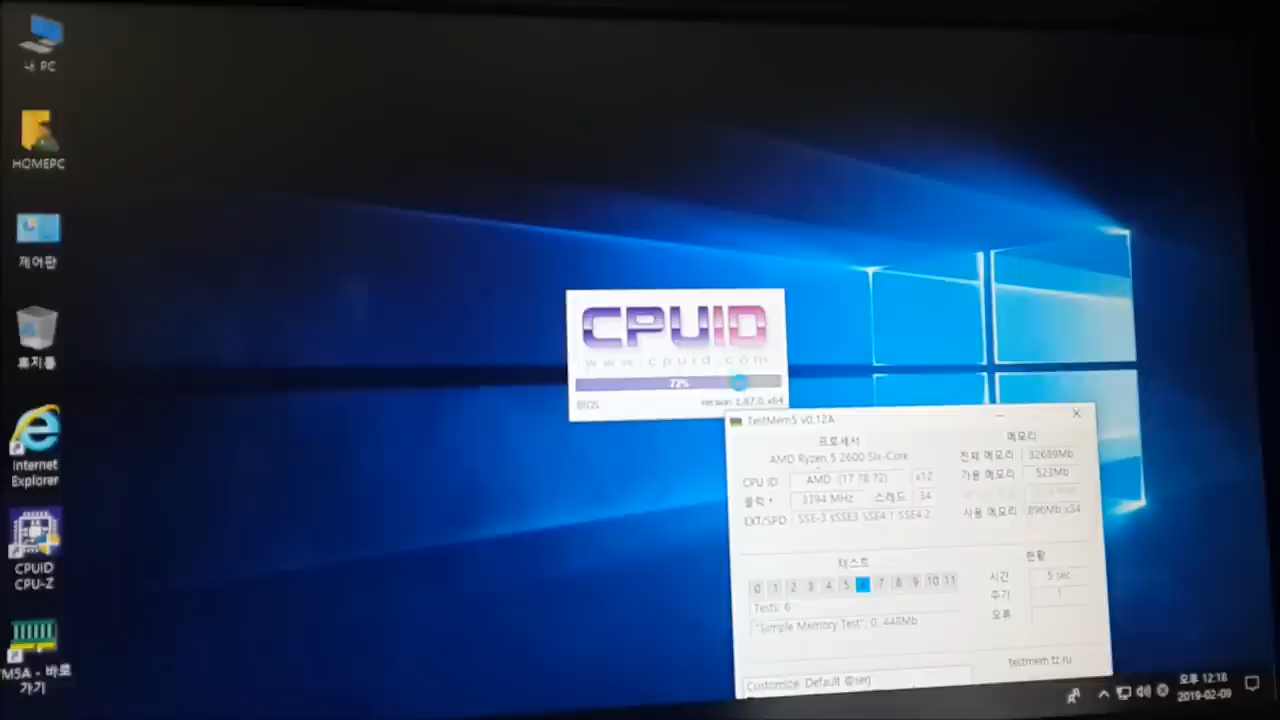 내 PC
HOMEPC
제어판
휴지통
Internet
Explorer
CPUID
CPU-Z
TM5A - 바로
가기
CPUID
www.cpuid.com
72%
BIOS
Version 1.87.0.x64
TestMem5 v0.12A
프로세서
AMD Ryzen 5 2600 Six-Core
CPU ID AMD (17 78 72) x12
클럭 * 3394 MHz 스레드 34
EXT/SPD SSE-3 sSSE3 SSE4.1 SSE4.2
메모리
전체 메모리 32689Mb
가용 메모리 523Mb
사용 메모리 896Mb x34
테스트
0 1 2 3 4 5 6 7 8 9 10 11
Tests: 6
"Simple Memory Test", 0, 448Mb
현황
시간 5 sec
주기 1
오류
testmem.tz.ru
Customize: Default @serj
오후 12:18
2019-02-09